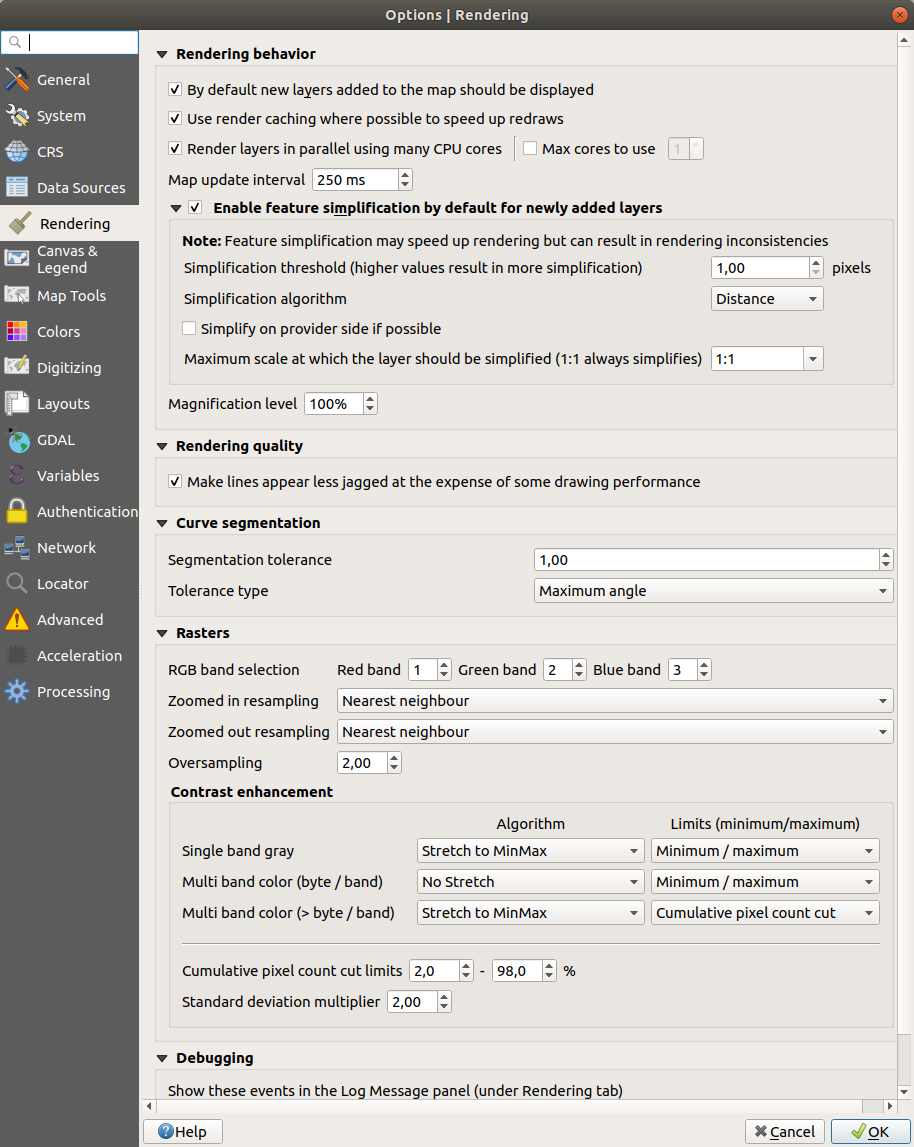 Options | Rendering
General
System
CRS
Data Sources
Rendering
Canvas &
Legend
Map Tools
Colors
Digitizing
Layouts
GDAL
Variables
Authentication
Network
Locator
Advanced
Acceleration
Processing
Rendering behavior
By default new layers added to the map should be displayed
Use render caching where possible to speed up redraws
Render layers in parallel using many CPU cores Max cores to use 1
Map update interval 250 ms
Enable feature simplification by default for newly added layers
Note: Feature simplification may speed up rendering but can result in rendering inconsistencies
Simplification threshold (higher values result in more simplification) 1,00 pixels
Simplification algorithm Distance
Simplify on provider side if possible
Maximum scale at which the layer should be simplified (1:1 always simplifies) 1:1
Magnification level 100%
Rendering quality
Make lines appear less jagged at the expense of some drawing performance
Curve segmentation
Segmentation tolerance 1,00
Tolerance type Maximum angle
Rasters
RGB band selection Red band 1 Green band 2 Blue band 3
Zoomed in resampling Nearest neighbour
Zoomed out resampling Nearest neighbour
Oversampling 2,00
Contrast enhancement
Algorithm Limits (minimum/maximum)
Single band gray Stretch to MinMax Minimum / maximum
Multi band color (byte / band) No Stretch Minimum / maximum
Multi band color (> byte / band) Stretch to MinMax Cumulative pixel count cut
Cumulative pixel count cut limits 2,0 - 98,0 %
Standard deviation multiplier 2,00
Debugging
Show these events in the Log Message panel (under Rendering tab)
Help Cancel OK